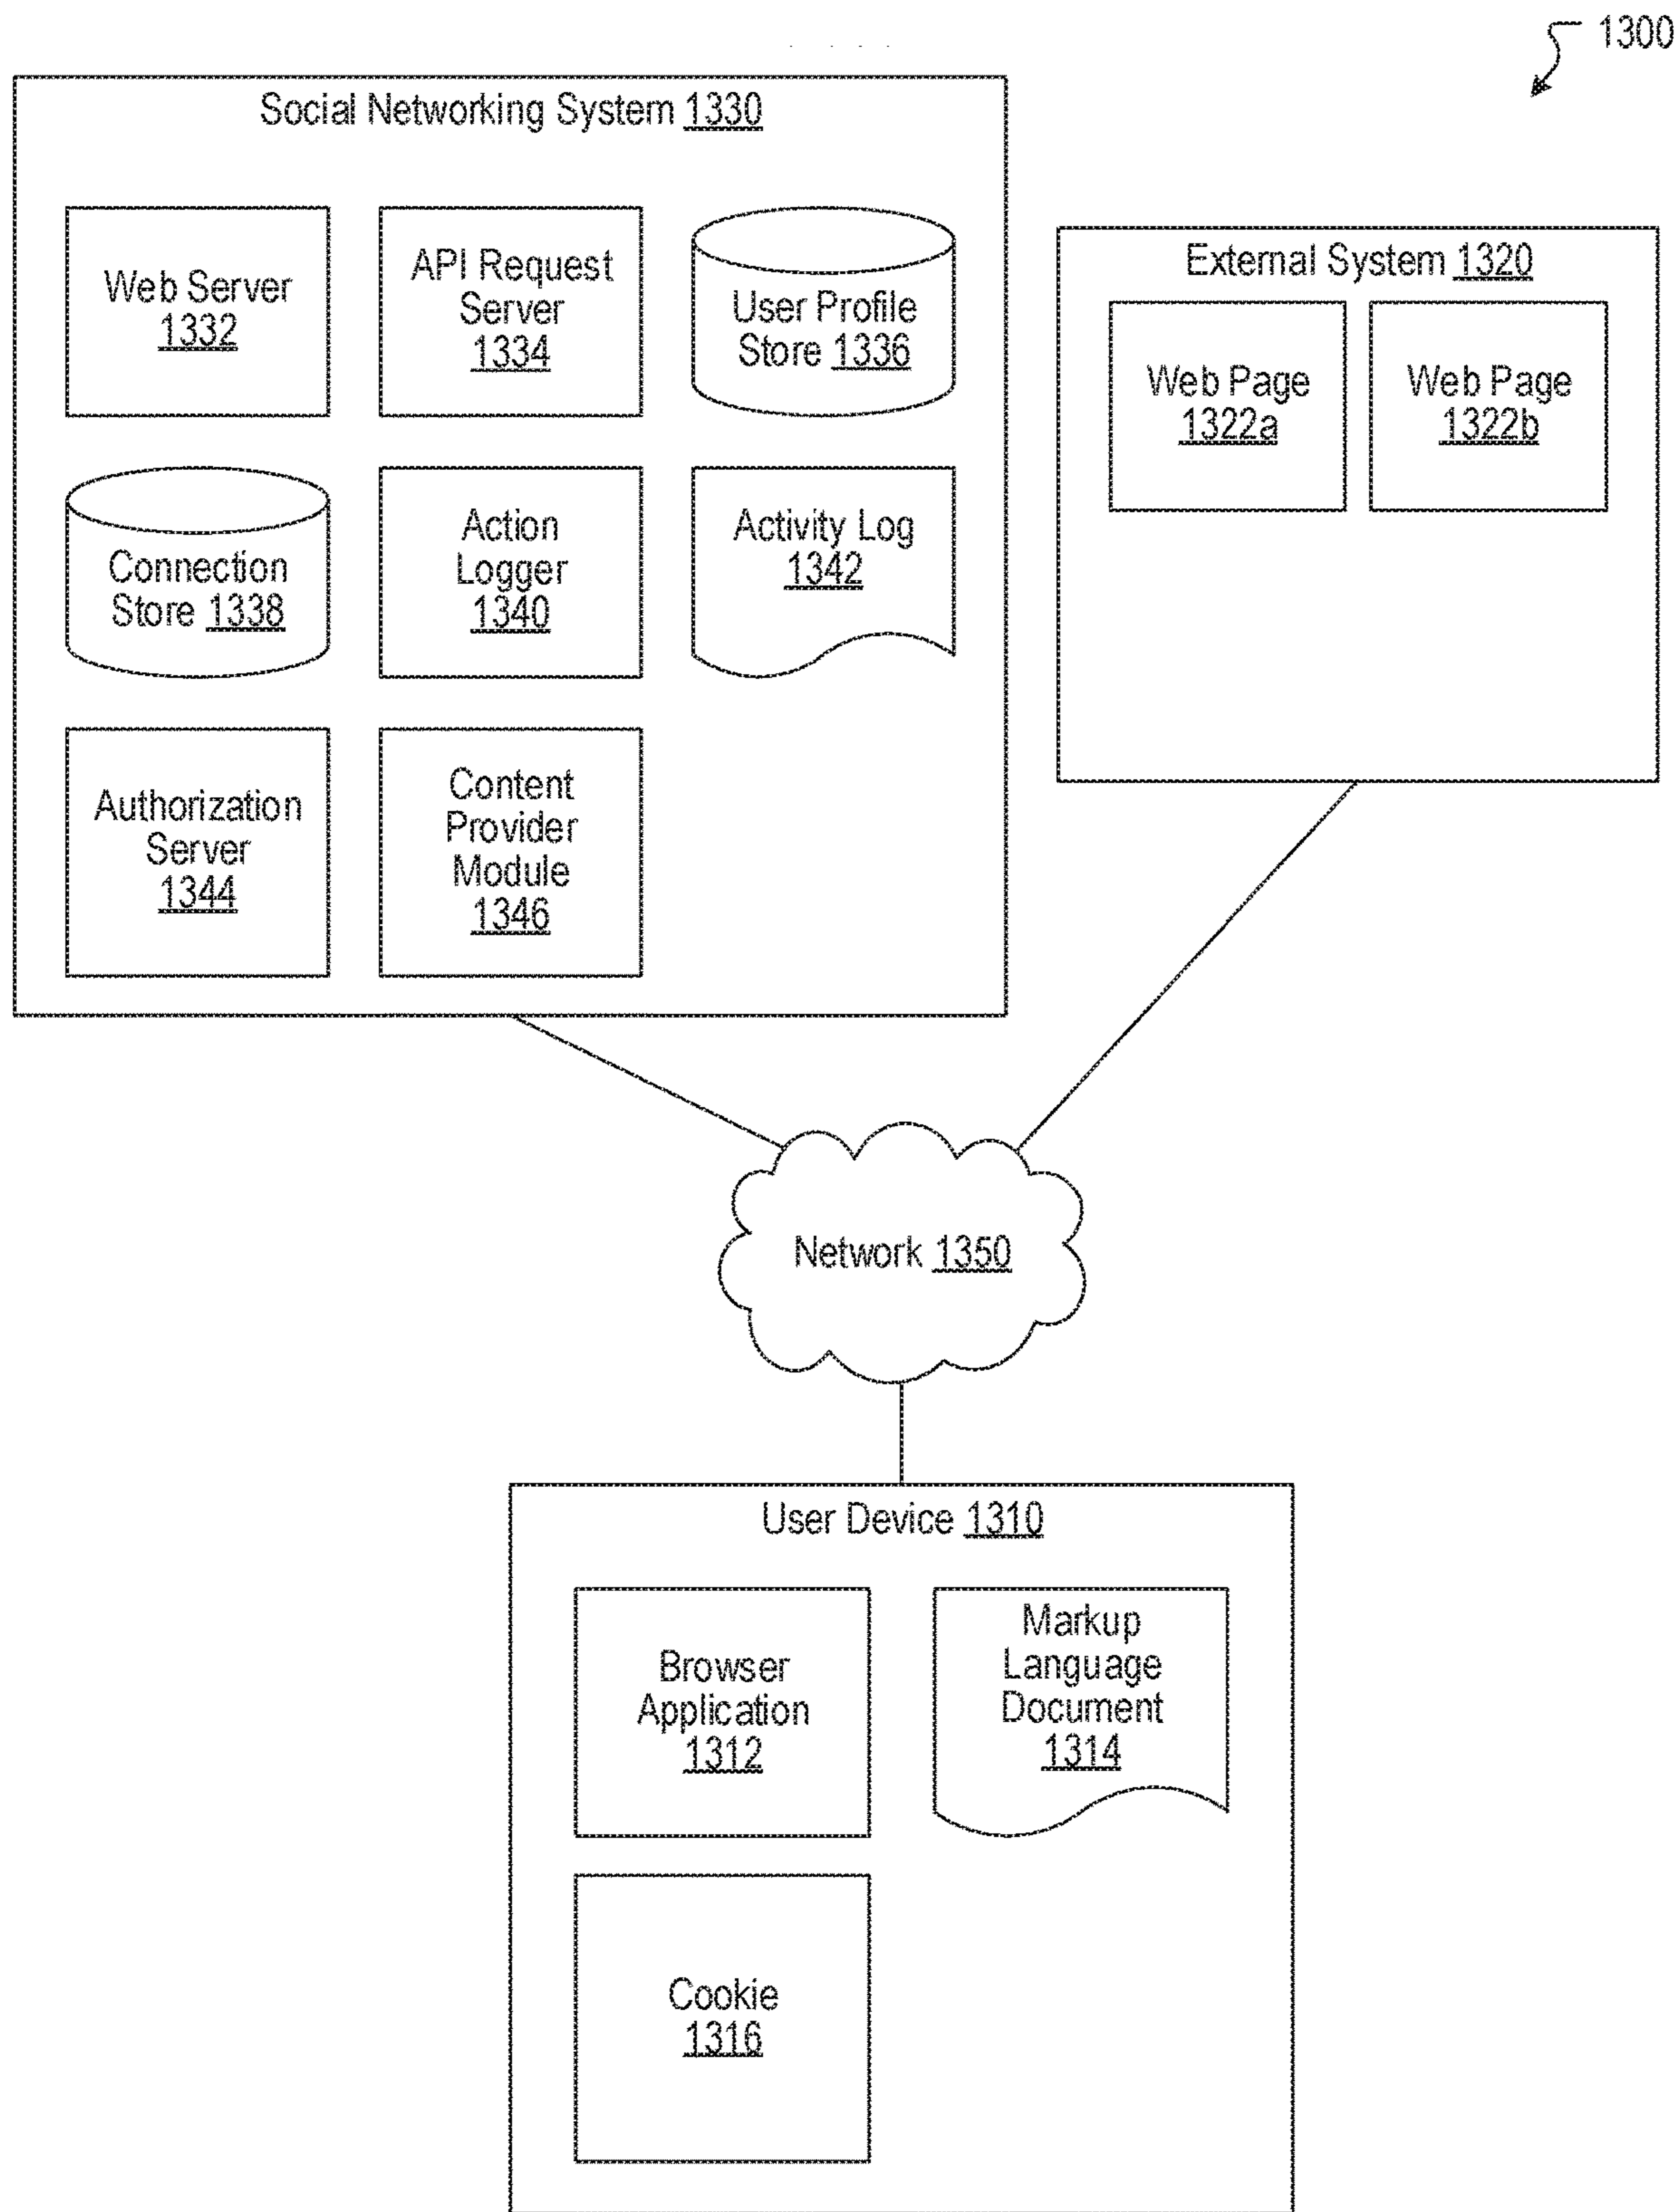 1300
Social Networking System 1330
Web Server
1332
API Request
Server
1334
User Profile
Store 1336
Connection
Store 1338
Action
Logger
1340
Activity Log
1342
Authorization
Server
1344
Content
Provider
Module
1346
External System 1320
Web Page
1322a
Web Page
1322b
Network 1350
User Device 1310
Browser
Application
1312
Markup
Language
Document
1314
Cookie
1316